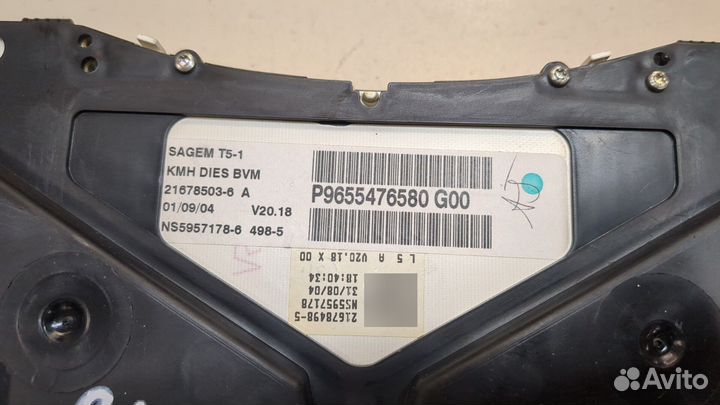 SAGEM T5-1
KMH DIES BVM
21678503-6 A
01/09/04 V20.18
NS5957178-6 498-5
P9655476580 G00
L 5 A V20.18 X 00
18:40:34
31/08/04
NS5957178
21678498-5
Avito